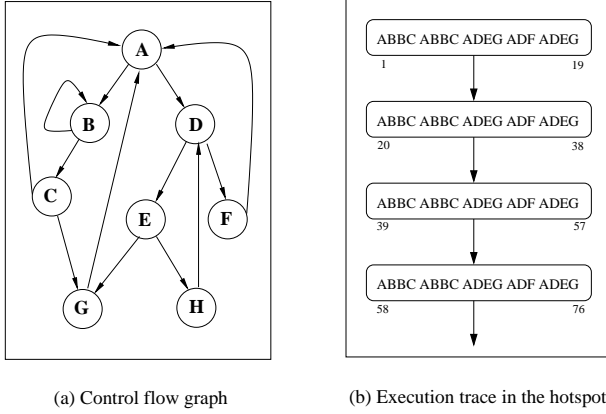 A
B
D
C
E
F
G
H
(a) Control flow graph
ABBC ABBC ADEG ADF ADEG
1 19
ABBC ABBC ADEG ADF ADEG
20 38
ABBC ABBC ADEG ADF ADEG
39 57
ABBC ABBC ADEG ADF ADEG
58 76
(b) Execution trace in the hotspot